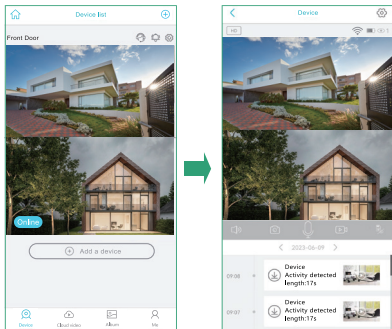 Device list
Front Door
Online
Add a device
Device
Cloud video
Album
Me
Device
HD
1
2023-06-09
09:08
Device
Activity detected
length:17s
09:07
Device
Activity detected
length:17s